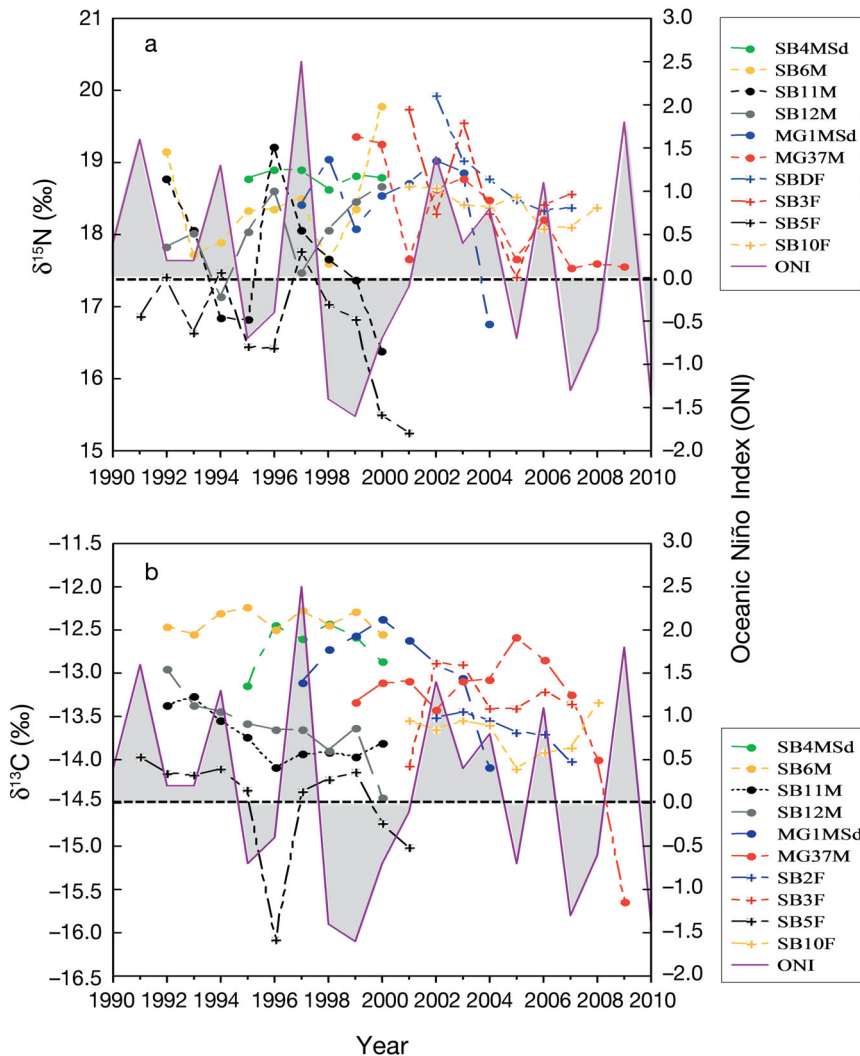 a
δ15N (‰)
21
20
19
18
17
16
15
3.0
2.5
2.0
1.5
1.0
0.5
0.0
−0.5
−1.0
−1.5
−2.0
1990 1992 1994 1996 1998 2000 2002 2004 2006 2008 2010
SB4MSd
SB6M
SB11M
SB12M
MG1MSd
MG37M
SBDF
SB3F
SB5F
SB10F
ONI
Oceanic Niño Index (ONI)
b
δ13C (‰)
−11.5
−12.0
−12.5
−13.0
−13.5
−14.0
−14.5
−15.0
−15.5
−16.0
−16.5
3.0
2.5
2.0
1.5
1.0
0.5
0.0
−0.5
−1.0
−1.5
−2.0
1990 1992 1994 1996 1998 2000 2002 2004 2006 2008 2010
Year
SB4MSd
SB6M
SB11M
SB12M
MG1MSd
MG37M
SB2F
SB3F
SB5F
SB10F
ONI